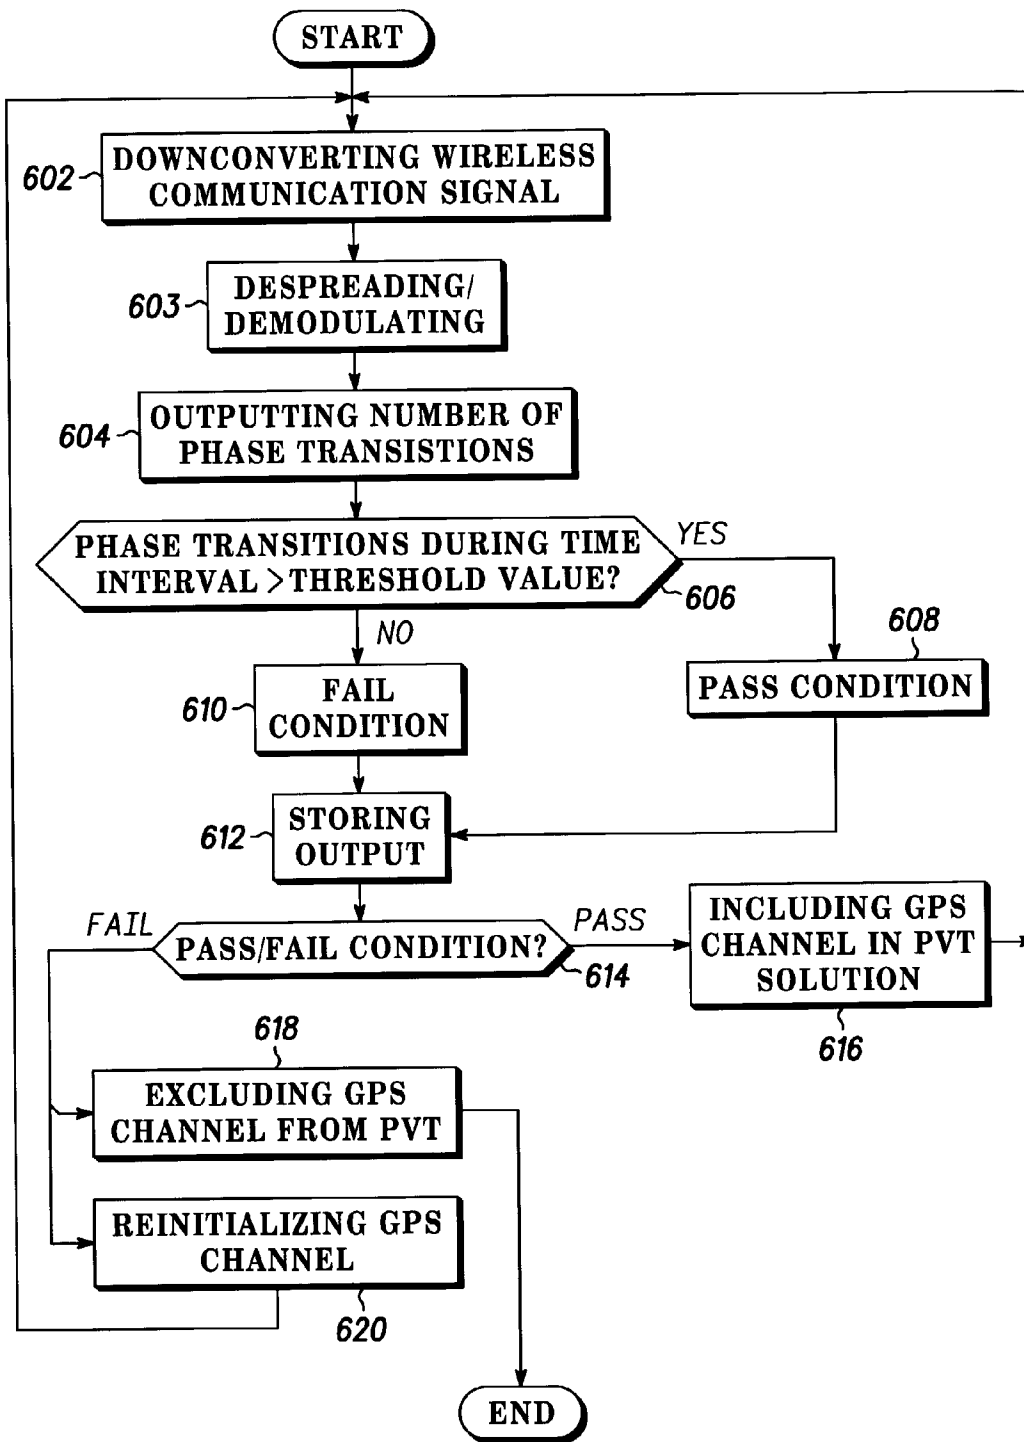 START
DOWNCONVERTING WIRELESS
COMMUNICATION SIGNAL
602
DESPREADING/
DEMODULATING
603
OUTPUTTING NUMBER OF
PHASE TRANSISTIONS
604
PHASE TRANSITIONS DURING TIME
INTERVAL > THRESHOLD VALUE?
YES
606
NO
608
PASS CONDITION
FAIL
CONDITION
610
STORING
OUTPUT
612
FAIL
PASS/FAIL CONDITION?
PASS
614
INCLUDING GPS
CHANNEL IN PVT
SOLUTION
616
618
EXCLUDING GPS
CHANNEL FROM PVT
REINITIALIZING GPS
CHANNEL
620
END